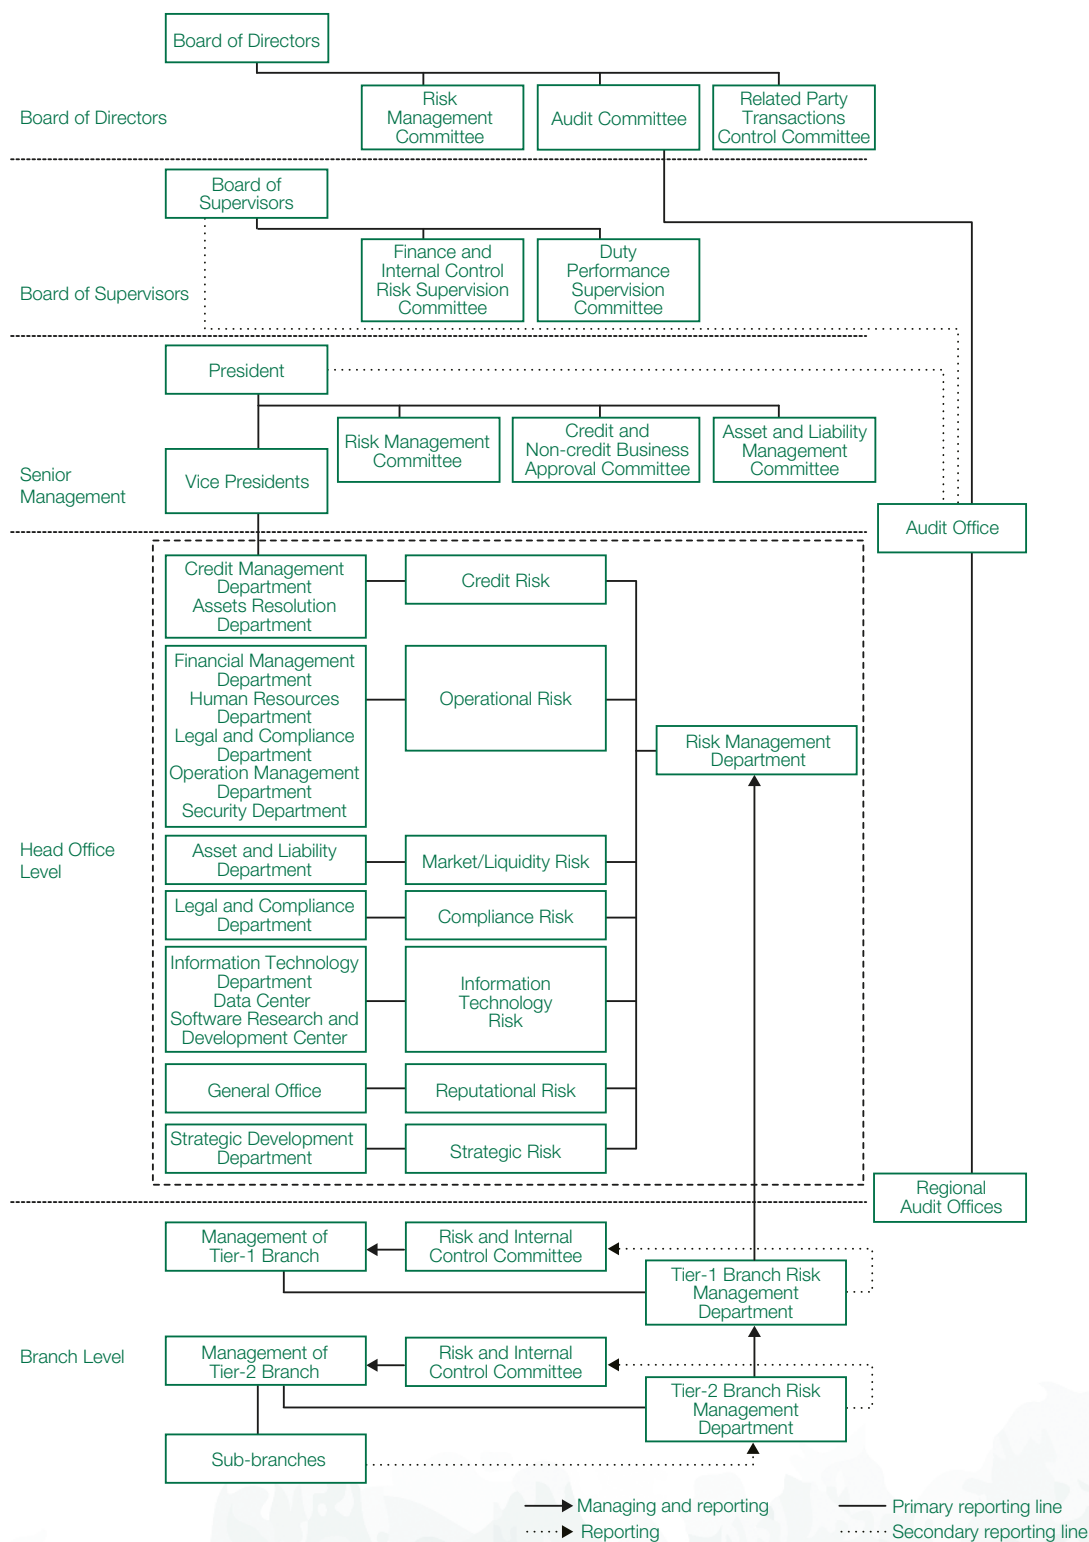 Board of Directors
Board of Directors
Risk
Management
Committee
Audit Committee
Related Party
Transactions
Control Committee
Board of
Supervisors
Board of Supervisors
Finance and
Internal Control
Risk Supervision
Committee
Duty
Performance
Supervision
Committee
President
Senior
Management
Vice Presidents
Risk Management
Committee
Credit and
Non-credit Business
Approval Committee
Asset and Liability
Management
Committee
Audit Office
Head Office
Level
Credit Management
Department
Assets Resolution
Department
Credit Risk
Financial Management
Department
Human Resources
Department
Legal and Compliance
Department
Operation Management
Department
Security Department
Operational Risk
Risk Management
Department
Asset and Liability
Department
Market/Liquidity Risk
Legal and Compliance
Department
Compliance Risk
Information Technology
Department
Data Center
Software Research and
Development Center
Information
Technology
Risk
General Office
Reputational Risk
Strategic Development
Department
Strategic Risk
Regional
Audit Offices
Branch Level
Management of
Tier-1 Branch
Risk and Internal
Control Committee
Tier-1 Branch Risk
Management
Department
Management of
Tier-2 Branch
Risk and Internal
Control Committee
Tier-2 Branch Risk
Management
Department
Sub-branches
Managing and reporting
Primary reporting line
Reporting
Secondary reporting line